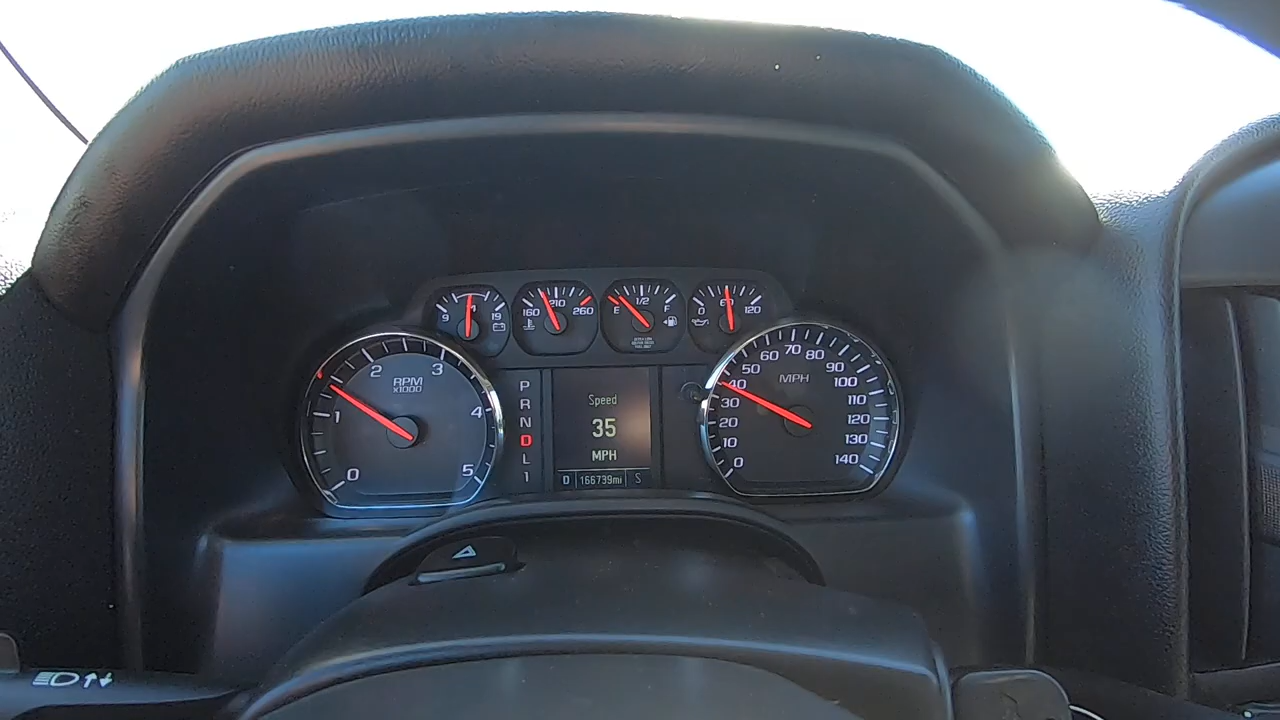 9 19
160 210 260
E 1/2 F
0 60 120
0 1 2 3 4 5
RPM
x1000
P
R
N
D
L
1
Speed
35
MPH
D 166739mi S
0 10 20 30 40 50 60 70 80 90 100 110 120 130 140
MPH